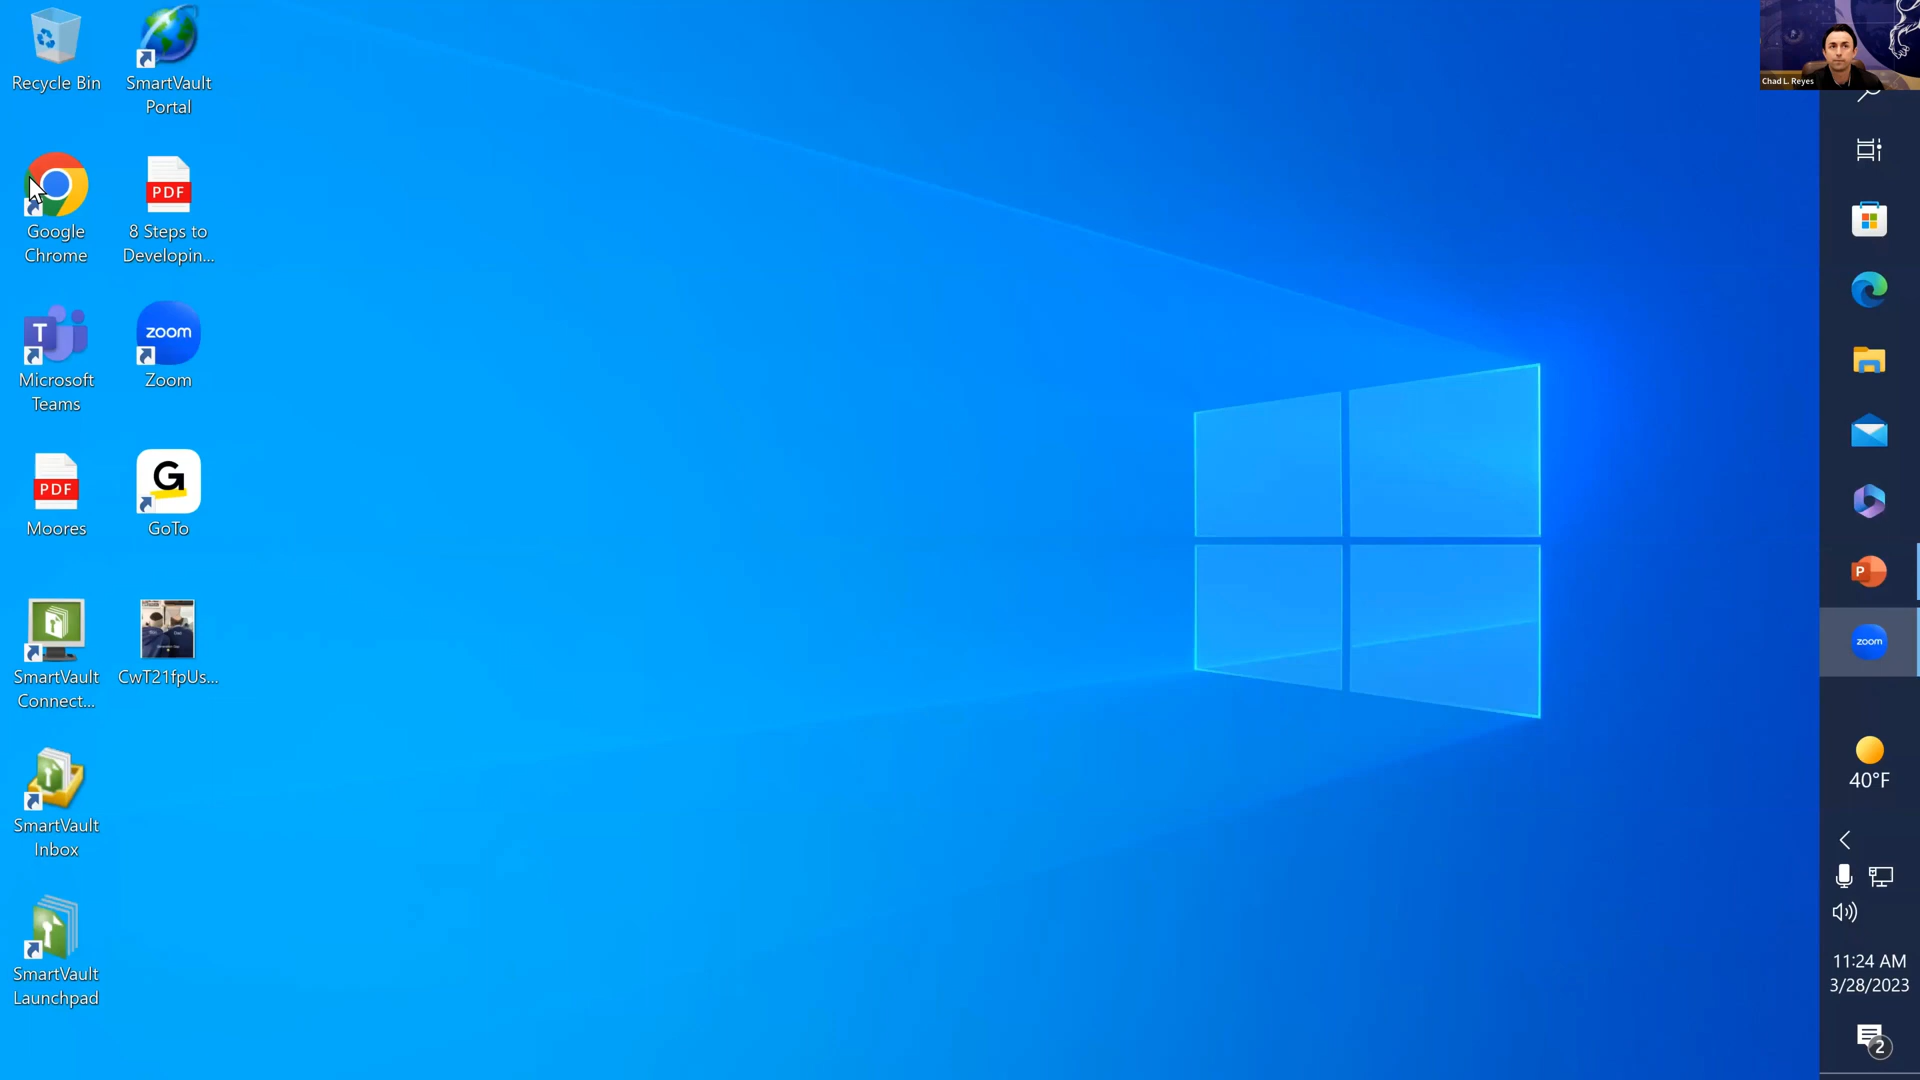 Recycle Bin
SmartVault
Portal
Google
Chrome
PDF
8 Steps to
Developin...
T
Microsoft
Teams
zoom
Zoom
PDF
Moores
G
GoTo
SmartVault
Connect...
CwT21fpUs...
SmartVault
Inbox
SmartVault
Launchpad
Chad L. Reyes
P
zoom
40°F
11:24 AM
3/28/2023
2